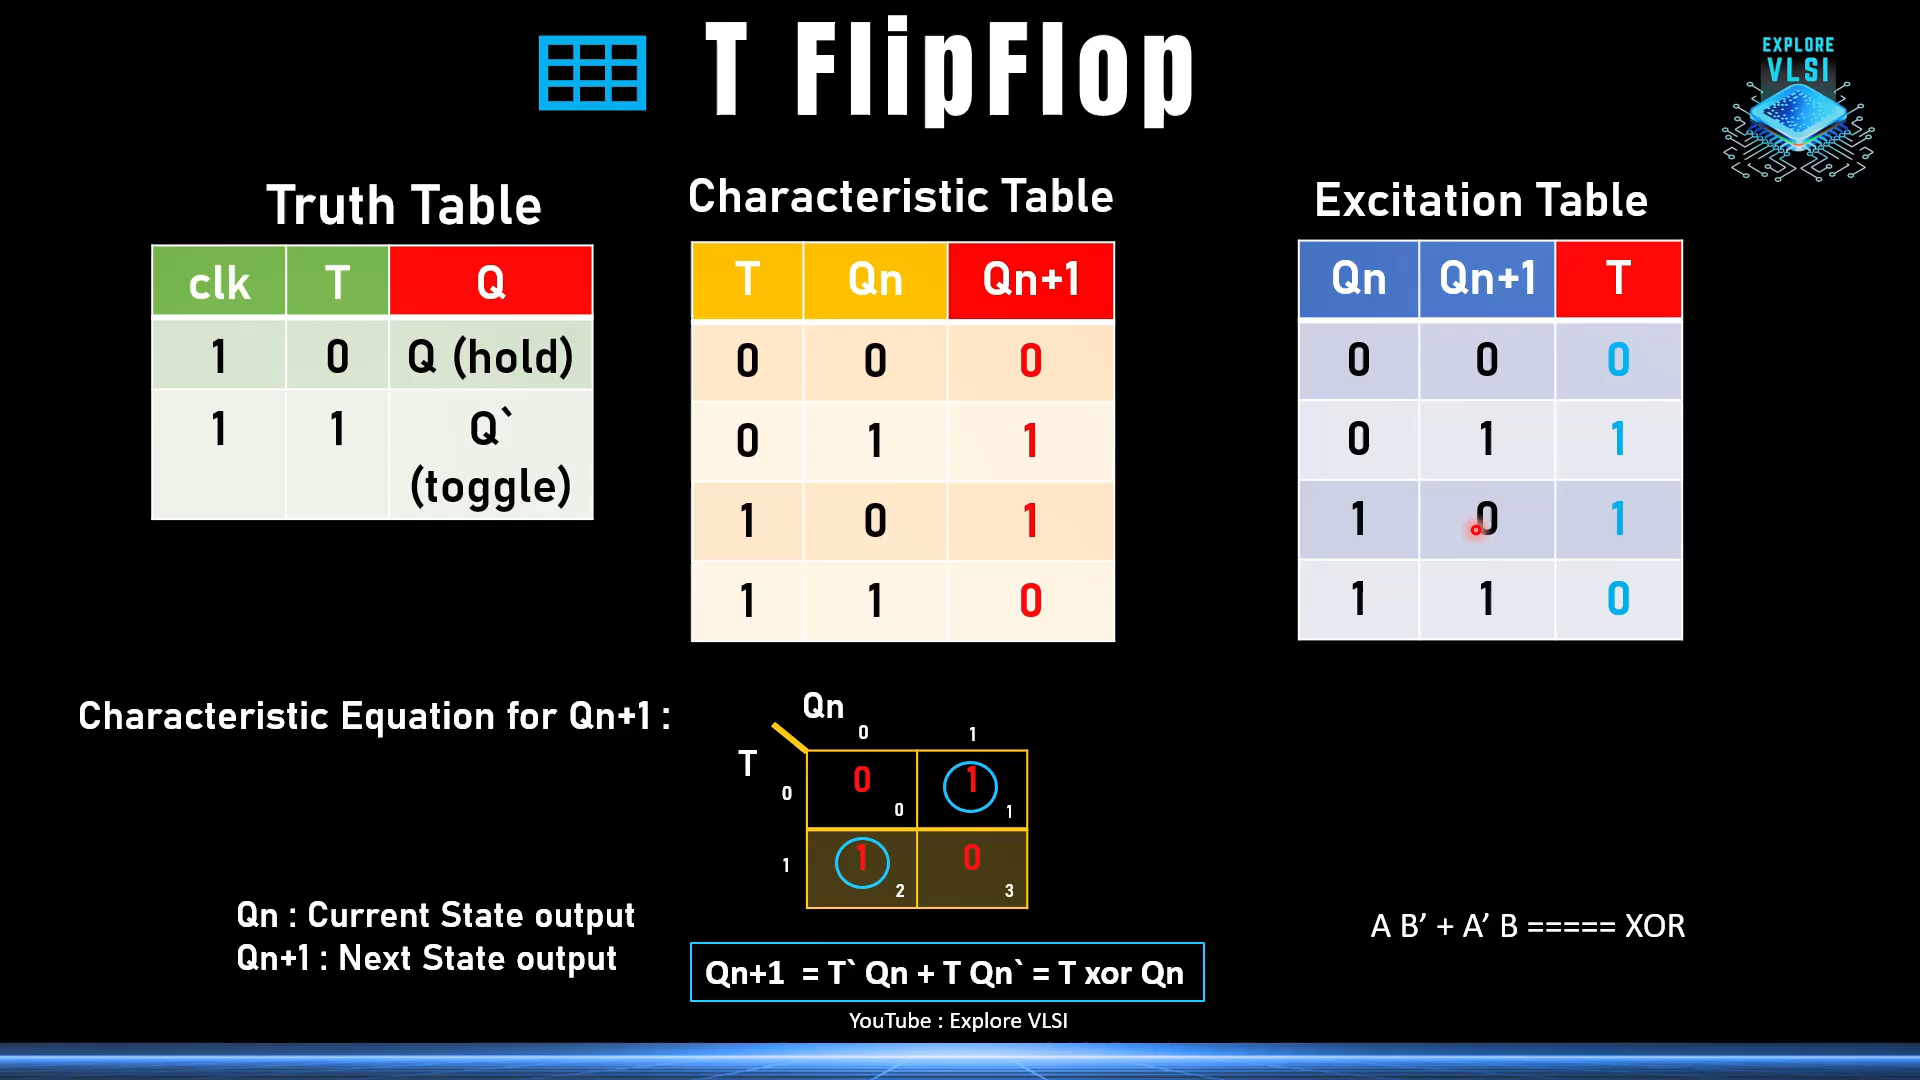 T FlipFlop
EXPLORE
VLSI
Truth Table
clk T Q
1 0 Q (hold)
1 1 Q`
(toggle)
Characteristic Table
T Qn Qn+1
0 0 0
0 1 1
1 0 1
1 1 0
Excitation Table
Qn Qn+1 T
0 0 0
0 1 1
1 0 1
1 1 0
Characteristic Equation for Qn+1 :
Qn
0 1
T
0 0 0 1 1
1 1 2 0 3
Qn : Current State output
Qn+1 : Next State output
Qn+1 = T` Qn + T Qn` = T xor Qn
A B’ + A’ B ===== XOR
YouTube : Explore VLSI